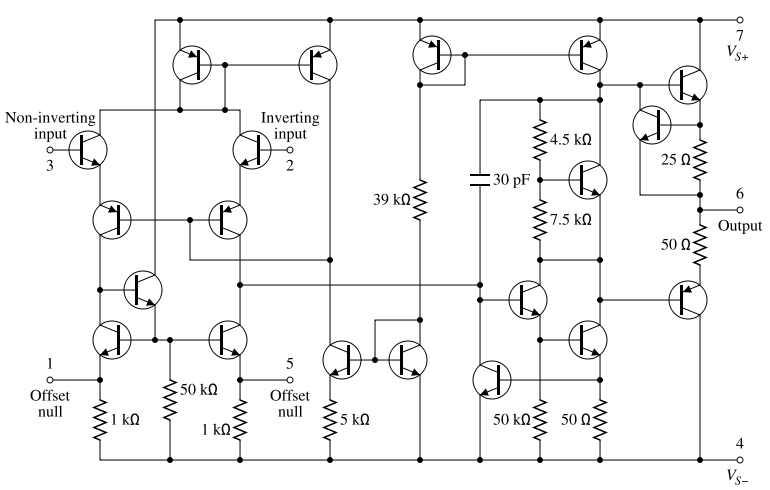 7
V_S+
Non-inverting
input
3
Inverting
input
2
4.5 kΩ
30 pF
39 kΩ
7.5 kΩ
25 Ω
6
Output
50 Ω
1
Offset
null
5
Offset
null
50 kΩ
1 kΩ
1 kΩ
5 kΩ
50 kΩ
50 Ω
4
V_S−